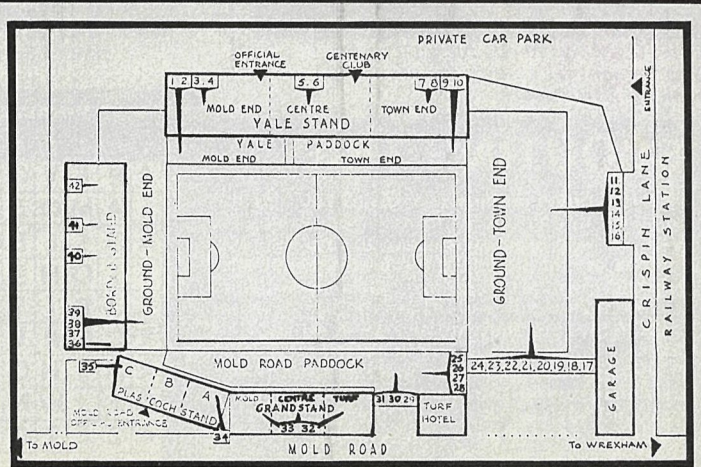 PRIVATE CAR PARK
OFFICIAL ENTRANCE
CENTENARY CLUB
1 2 3,4 5.6 7 8 9,10
MOLD END CENTRE TOWN END
YALE STAND
YALE PADDOCK
MOLD END TOWN END
ENTRANCE
42
41
40
39
38
37
36
STAND
GROUND-MOLD END
GROUND-TOWN END
11
12
13
14
15
16
CRISPIN LANE
RAILWAY STATION
35
C B A
PLAS COCH STAND
MOLD ROAD
OFFICIAL ENTRANCE
34
MOLD ROAD PADDOCK
MOLD CENTRE TURF
GRANDSTAND
33 32
31 30 29
25
26
27
28
24,23,22,21,20,19,18,17
TURF
HOTEL
GARAGE
TO MOLD
MOLD ROAD
TO WREXHAM